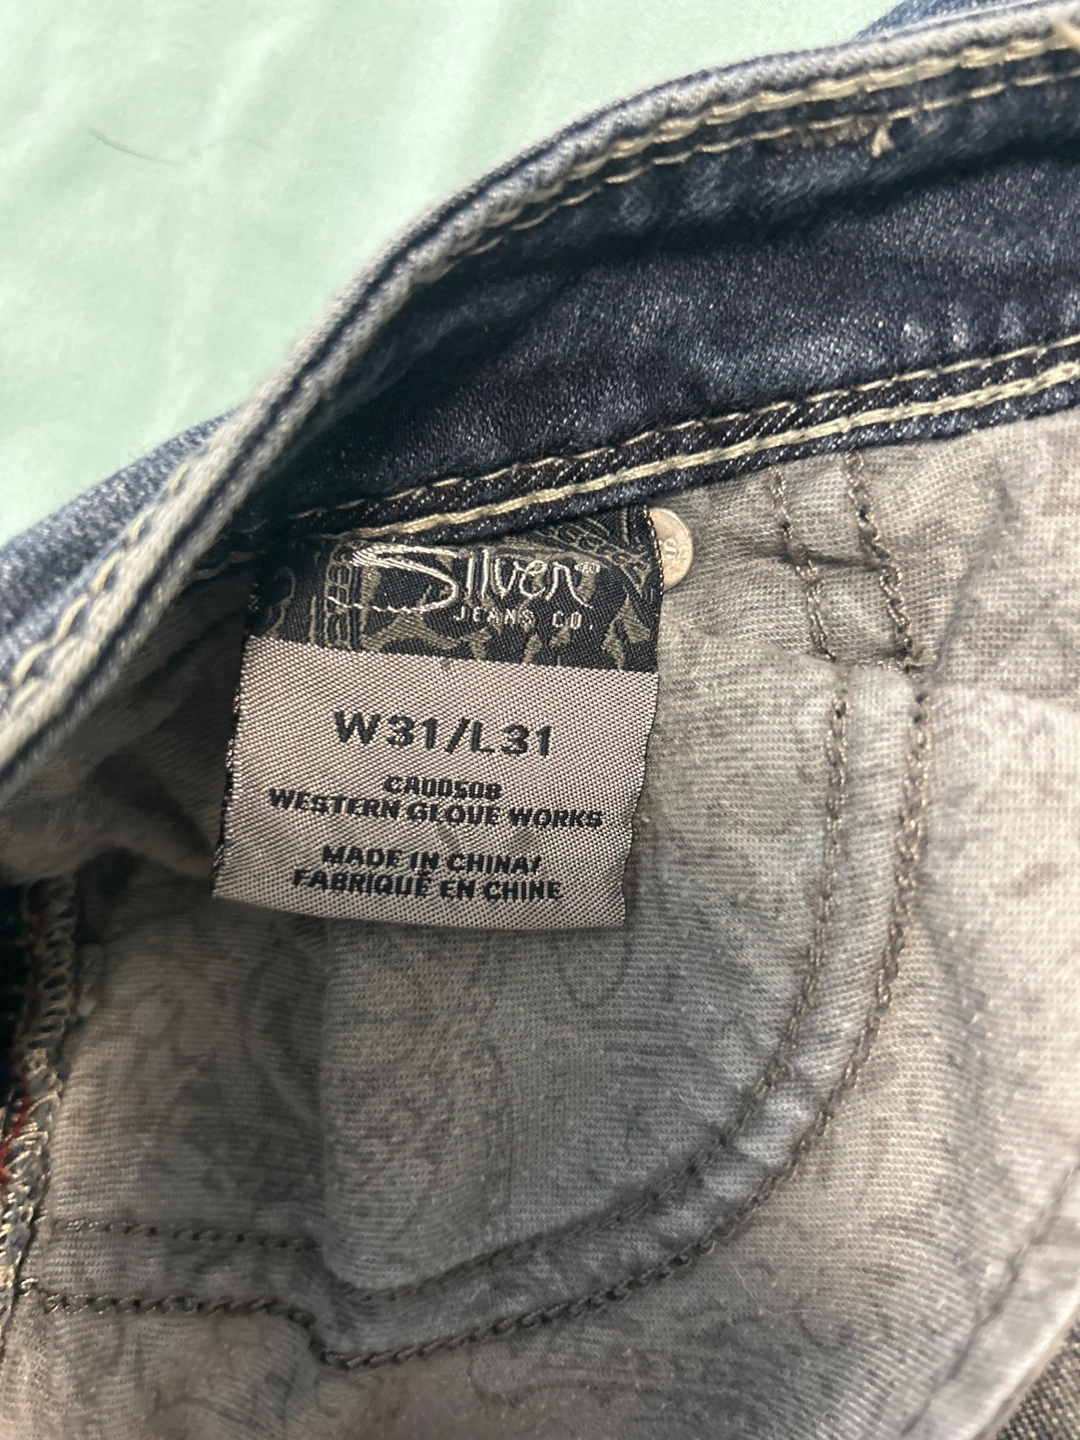 Silver
JEANS CO.
W31/L31
CA00508
WESTERN GLOVE WORKS
MADE IN CHINA/
FABRIQUÉ EN CHINE